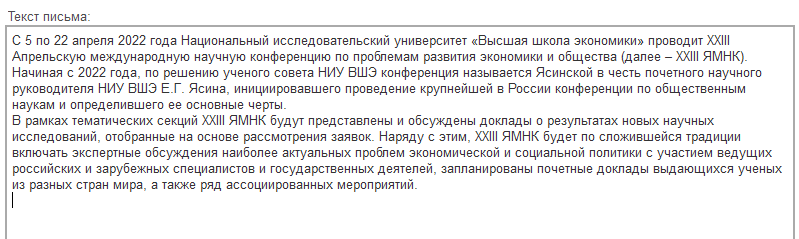 Текст письма:
С 5 по 22 апреля 2022 года Национальный исследовательский университет «Высшая школа экономики» проводит XXIII
Апрельскую международную научную конференцию по проблемам развития экономики и общества (далее – XXIII ЯМНК).
Начиная с 2022 года, по решению ученого совета НИУ ВШЭ конференция называется Ясинской в честь почетного научного
руководителя НИУ ВШЭ Е.Г. Ясина, инициировавшего проведение крупнейшей в России конференции по общественным
наукам и определившего ее основные черты.
В рамках тематических секций XXIII ЯМНК будут представлены и обсуждены доклады о результатах новых научных
исследований, отобранные на основе рассмотрения заявок. Наряду с этим, XXIII ЯМНК будет по сложившейся традиции
включать экспертные обсуждения наиболее актуальных проблем экономической и социальной политики с участием ведущих
российских и зарубежных специалистов и государственных деятелей, запланированы почетные доклады выдающихся ученых
из разных стран мира, а также ряд ассоциированных мероприятий.